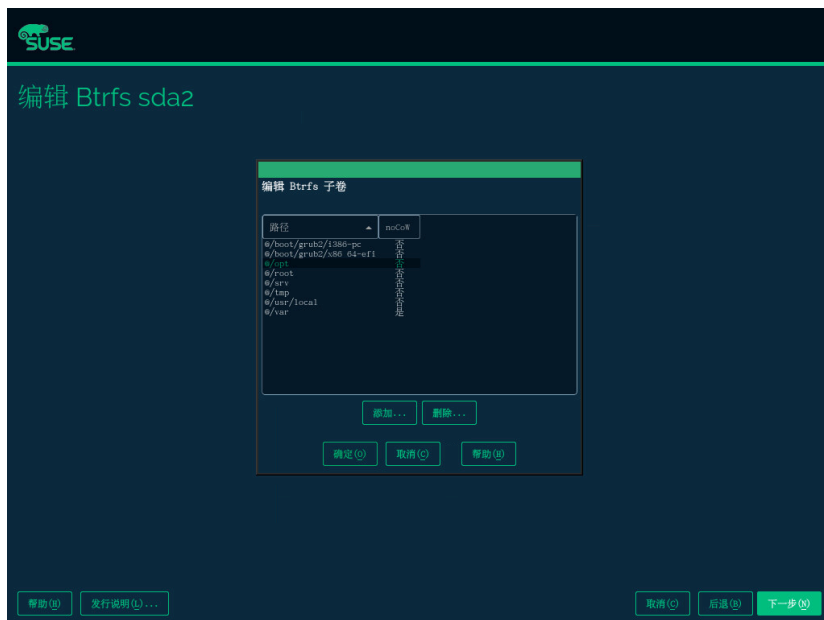 SUSE
编辑 Btrfs sda2
编辑 Btrfs 子卷
路径 noCoW
@/boot/grub2/i386-pc 否
@/boot/grub2/x86_64-efi 否
@/opt 否
@/root 否
@/srv 否
@/tmp 否
@/usr/local 否
@/var 是
添加... 删除...
确定(O) 取消(C) 帮助(H)
帮助(H) 发行说明(L)... 取消(C) 后退(B) 下一步(N)